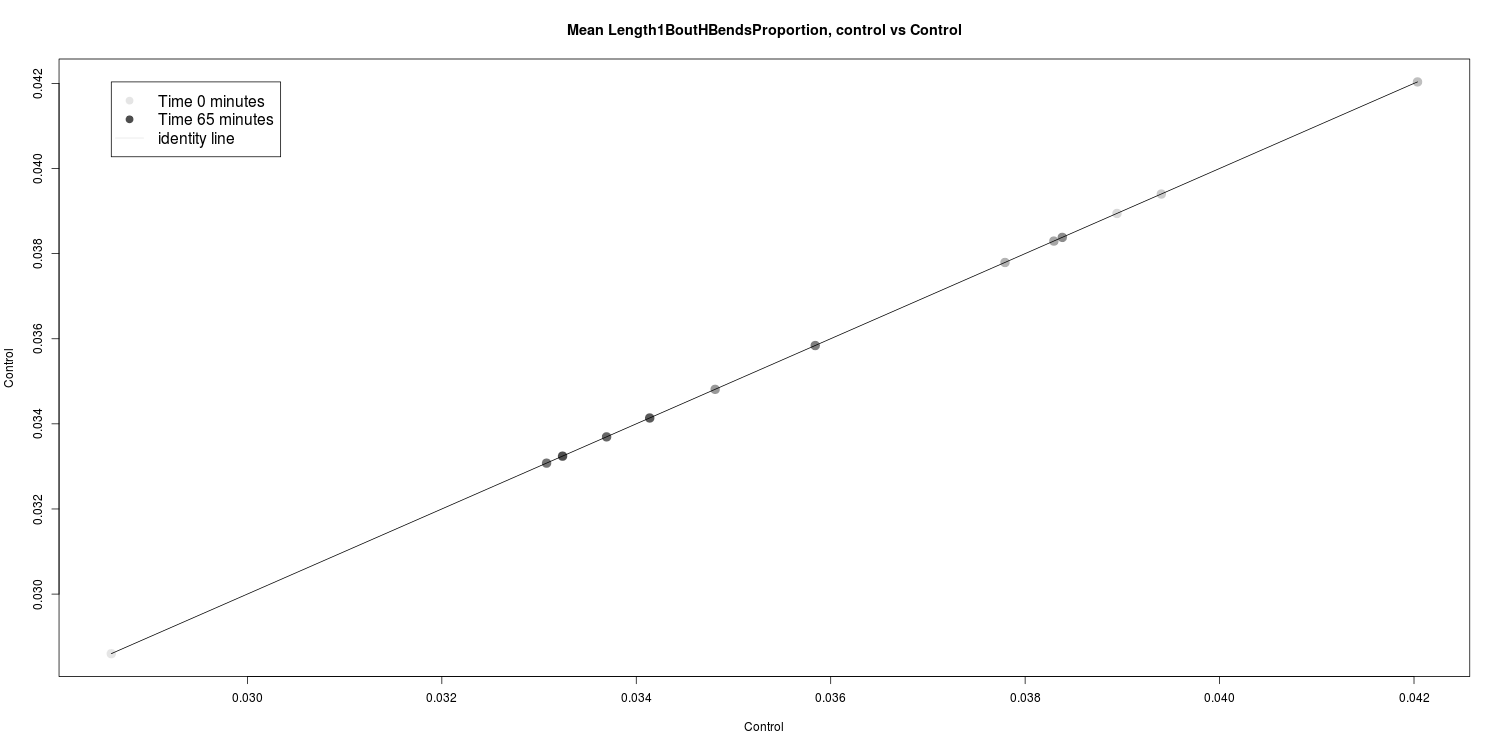 Mean Length1BoutHBendsProportion, control vs Control
Time 0 minutes
Time 65 minutes
identity line
0.042
0.040
0.038
0.036
0.034
0.032
0.030
Control
0.030 0.032 0.034 0.036 0.038 0.040 0.042
Control